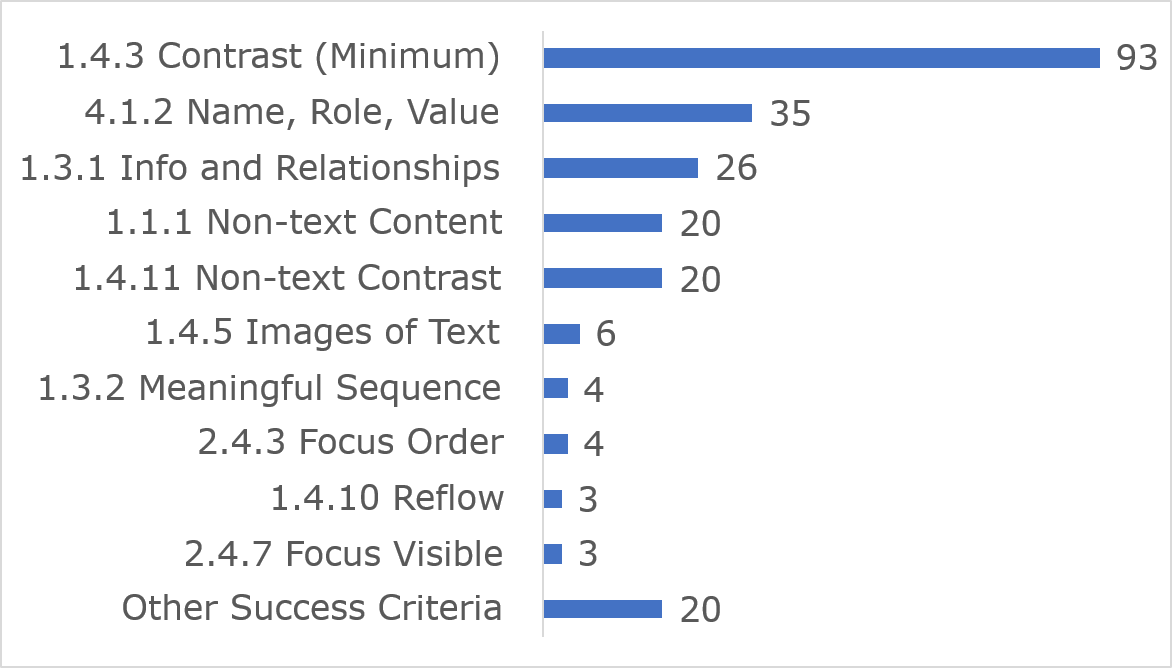 1.4.3 Contrast (Minimum) 93
4.1.2 Name, Role, Value 35
1.3.1 Info and Relationships 26
1.1.1 Non-text Content 20
1.4.11 Non-text Contrast 20
1.4.5 Images of Text 6
1.3.2 Meaningful Sequence 4
2.4.3 Focus Order 4
1.4.10 Reflow 3
2.4.7 Focus Visible 3
Other Success Criteria 20